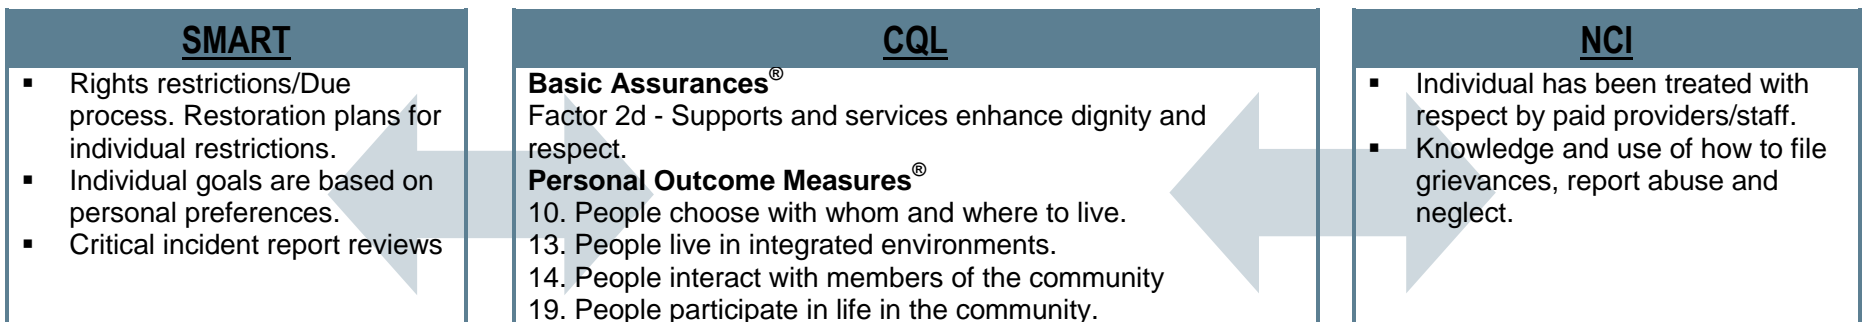 SMART
▪ Rights restrictions/Due
process. Restoration plans for
individual restrictions.
▪ Individual goals are based on
personal preferences.
▪ Critical incident report reviews
CQL
Basic Assurances®
Factor 2d - Supports and services enhance dignity and
respect.
Personal Outcome Measures®
10. People choose with whom and where to live.
13. People live in integrated environments.
14. People interact with members of the community
19. People participate in life in the community.
NCI
▪ Individual has been treated with
respect by paid providers/staff.
▪ Knowledge and use of how to file
grievances, report abuse and
neglect.